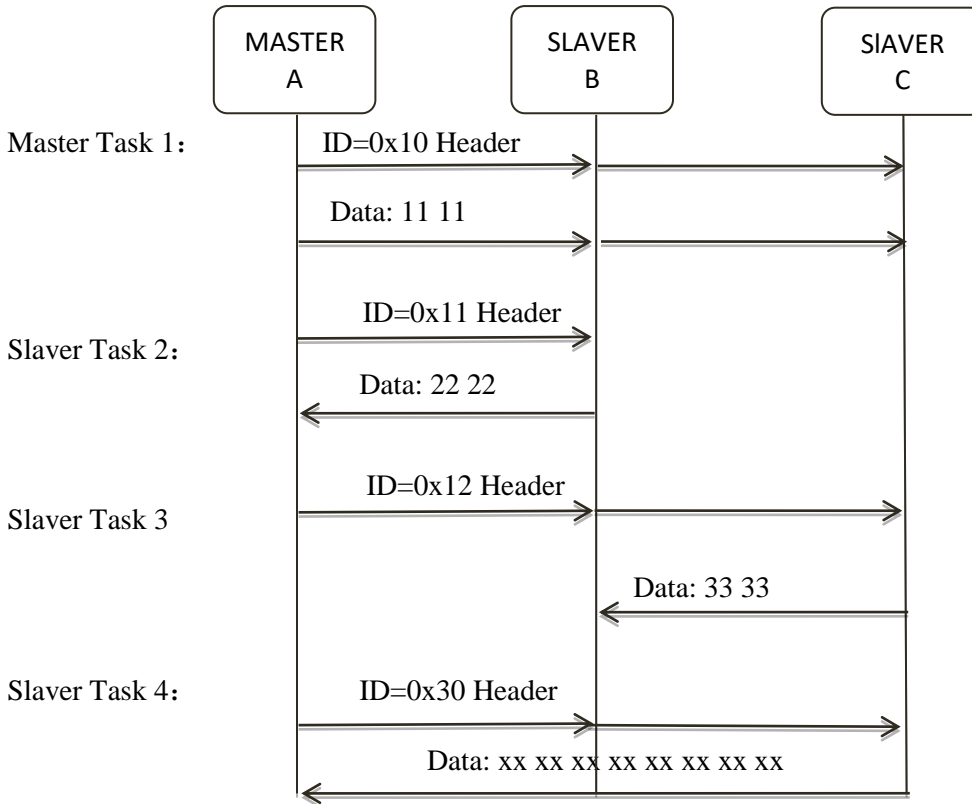 MASTER
A
SLAVER
B
SlAVER
C
Master Task 1：
ID=0x10 Header
Data: 11 11
ID=0x11 Header
Slaver Task 2：
Data: 22 22
ID=0x12 Header
Slaver Task 3
Data: 33 33
Slaver Task 4：
ID=0x30 Header
Data: xx xx xx xx xx xx xx xx